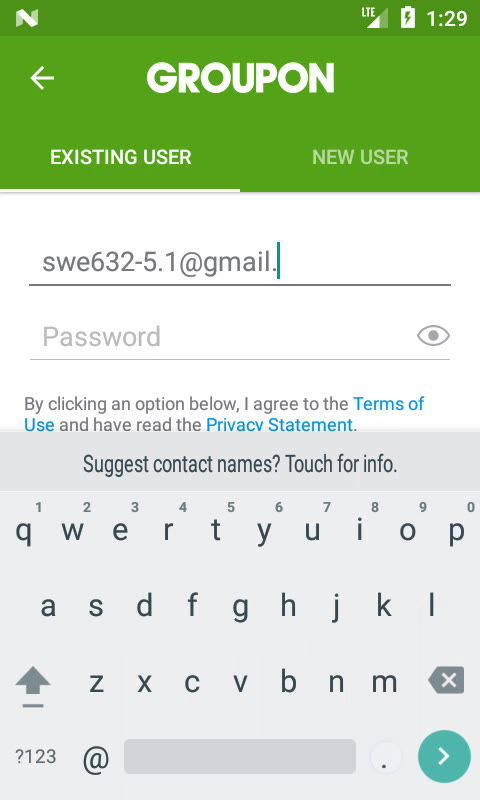 LTE 1:29
GROUPON
EXISTING USER NEW USER
swe632-5.1@gmail.
Password
By clicking an option below, I agree to the Terms of
Use and have read the Privacy Statement.
Suggest contact names? Touch for info.
1 2 3 4 5 6 7 8 9 0
q w e r t y u i o p
a s d f g h j k l
z x c v b n m
?123 @ .